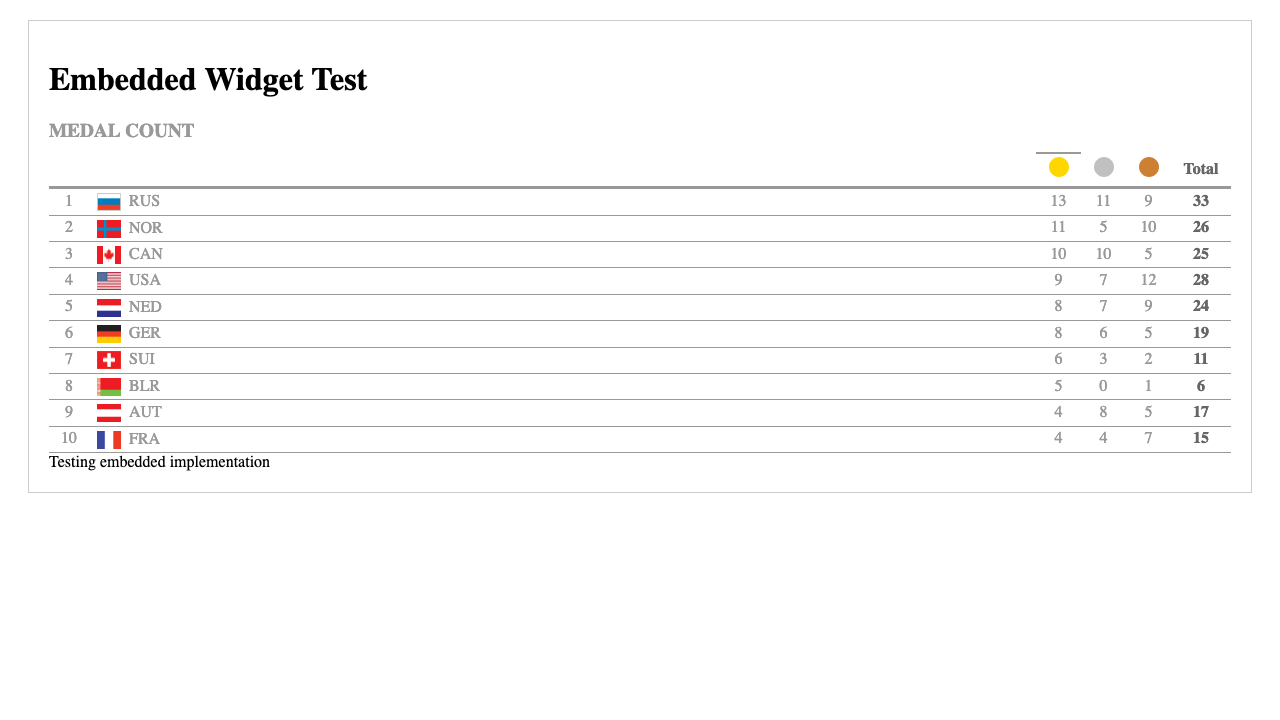 Embedded Widget Test
MEDAL COUNT
Total
1 RUS 13 11 9 33
2 NOR 11 5 10 26
3 CAN 10 10 5 25
4 USA 9 7 12 28
5 NED 8 7 9 24
6 GER 8 6 5 19
7 SUI 6 3 2 11
8 BLR 5 0 1 6
9 AUT 4 8 5 17
10 FRA 4 4 7 15
Testing embedded implementation